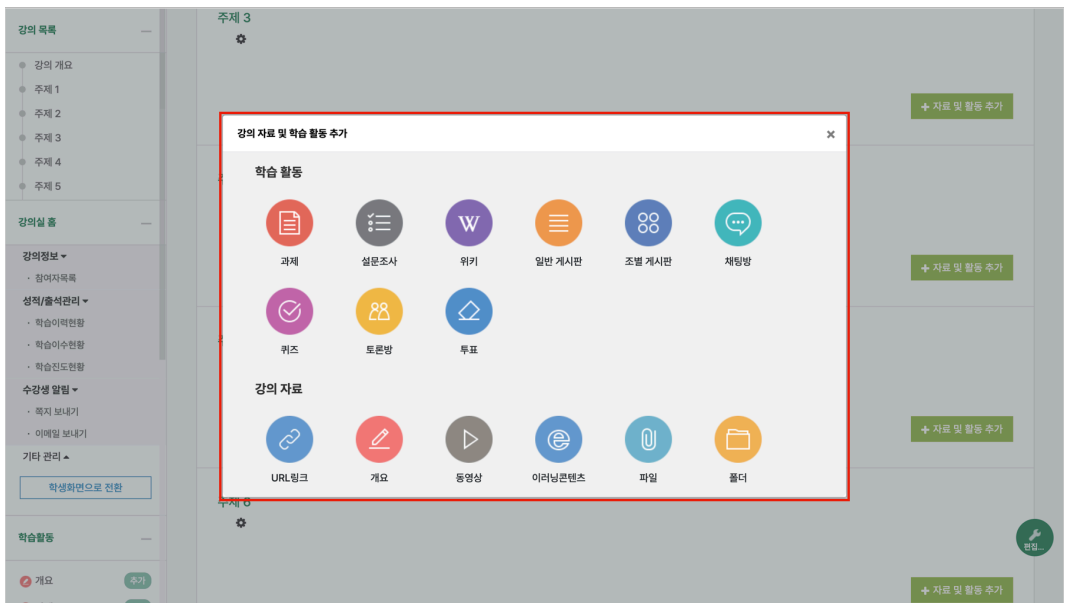 강의 목록
강의 개요
주제 1
주제 2
주제 3
주제 4
주제 5
강의실 홈
강의정보
· 참여자목록
성적/출석관리
· 학습이력현황
· 학습이수현황
· 학습진도현황
수강생 알림
· 쪽지 보내기
· 이메일 보내기
기타 관리
학생화면으로 전환
학습활동
개요 추가
주제 3
+ 자료 및 활동 추가
강의 자료 및 학습 활동 추가 ×
학습 활동
과제 설문조사 위키 일반 게시판 조별 게시판 채팅방
W
퀴즈 토론방 투표
강의 자료
URL링크 개요 동영상 이러닝콘텐츠 파일 폴더
+ 자료 및 활동 추가
+ 자료 및 활동 추가
주제 6
편집...
+ 자료 및 활동 추가